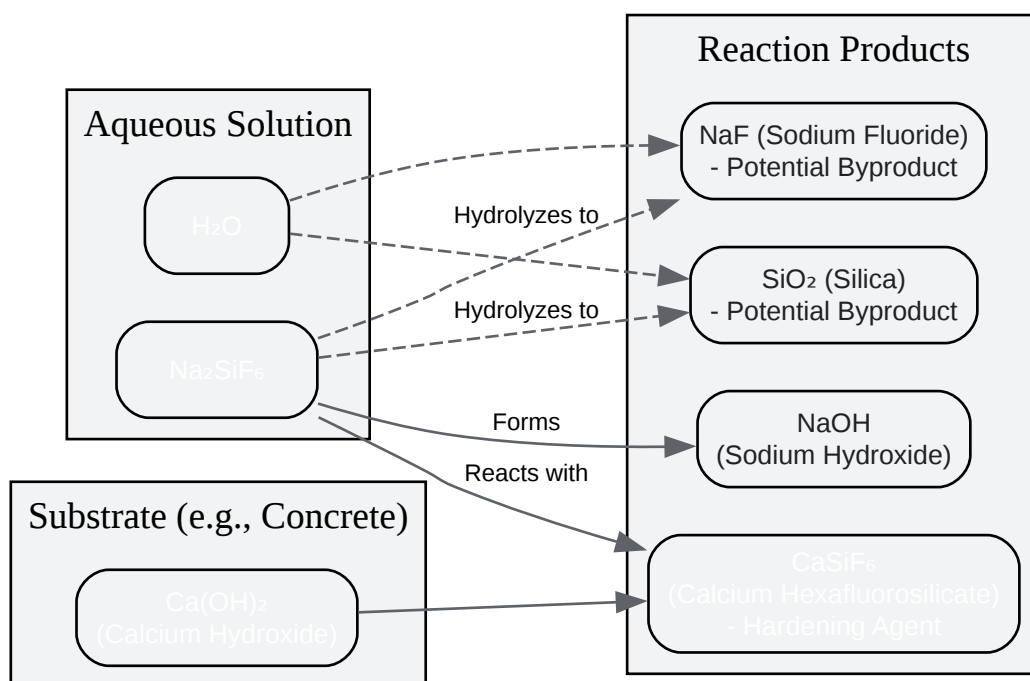 Aqueous Solution
H₂O
Na₂SiF₆
Substrate (e.g., Concrete)
Ca(OH)₂
(Calcium Hydroxide)
Hydrolyzes to
Hydrolyzes to
Forms
Reacts with
Reaction Products
NaF (Sodium Fluoride)
- Potential Byproduct
SiO₂ (Silica)
- Potential Byproduct
NaOH
(Sodium Hydroxide)
CaSiF₆
(Calcium Hexafluorosilicate)
- Hardening Agent